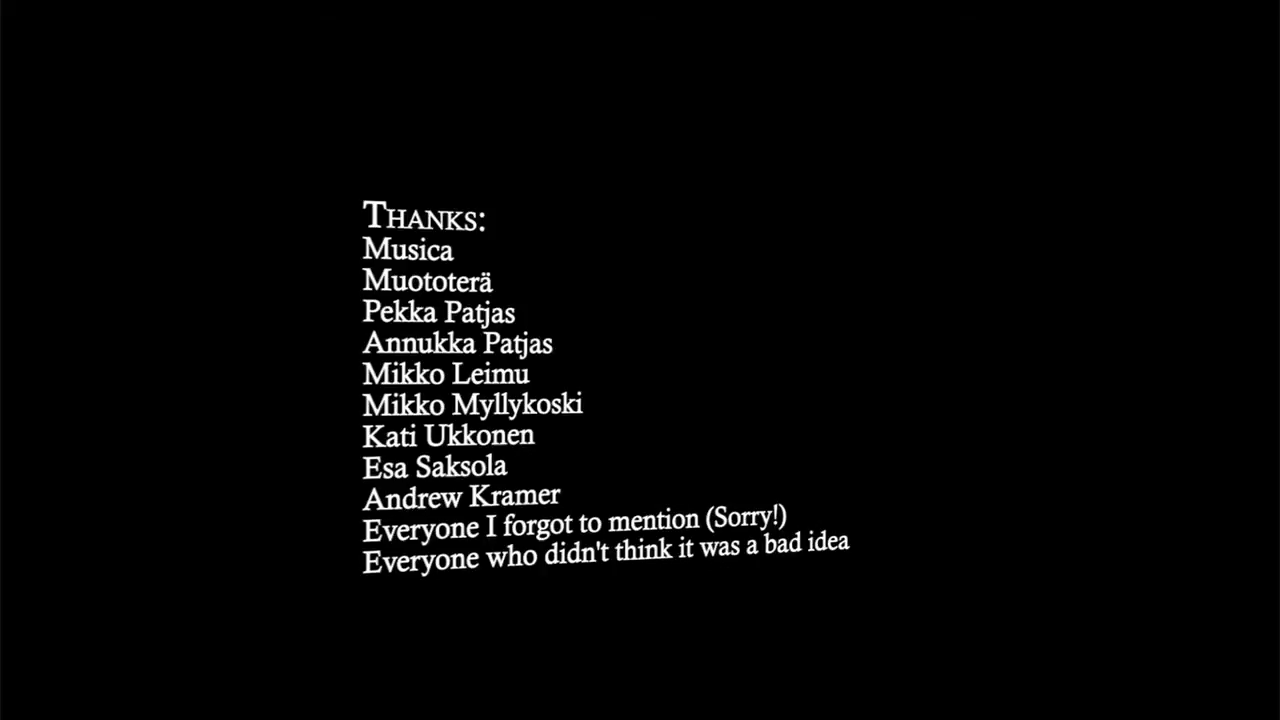 THANKS:
Musica
Muototerä
Pekka Patjas
Annukka Patjas
Mikko Leimu
Mikko Myllykoski
Kati Ukkonen
Esa Saksola
Andrew Kramer
Everyone I forgot to mention (Sorry!)
Everyone who didn't think it was a bad idea